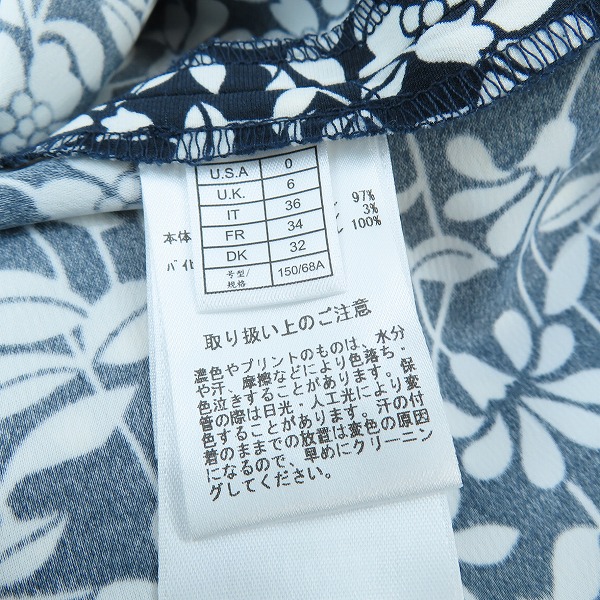 U.S.A 0
U.K. 6
IT 36
FR 34
DK 32
号型/规格 150/68A
本体 97%
3%
バイ 100%
取り扱い上のご注意
濃色やプリントのものは、水分
や汗、摩擦などにより色落ち・
色泣きすることがあります。保
管の際は日光、人工光により変
色することがあります。汗の付
着のままでの放置は変色の原因
になるので、早めにクリーニン
グしてください。